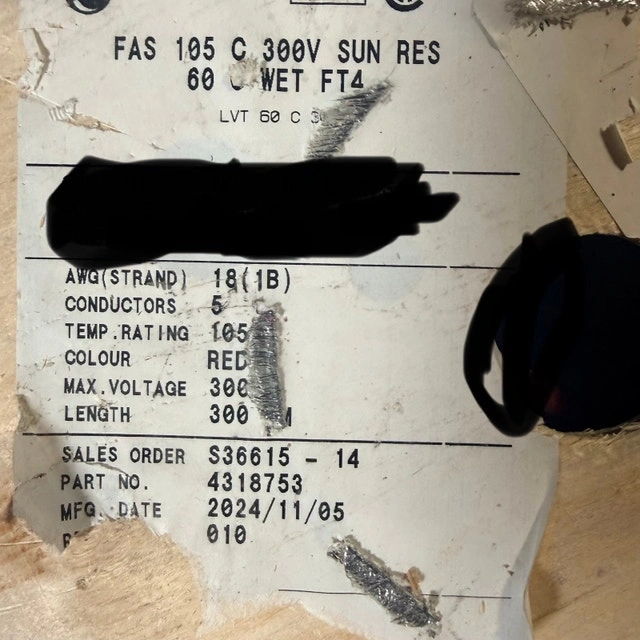 FAS 105 C 300V SUN RES
60 C WET FT4
LVT 60 C
AWG(STRAND) 18(1B)
CONDUCTORS 5
TEMP.RATING 105
COLOUR RED
MAX.VOLTAGE 300
LENGTH 300 M
SALES ORDER S36615 - 14
PART NO. 4318753
MFG. DATE 2024/11/05
010